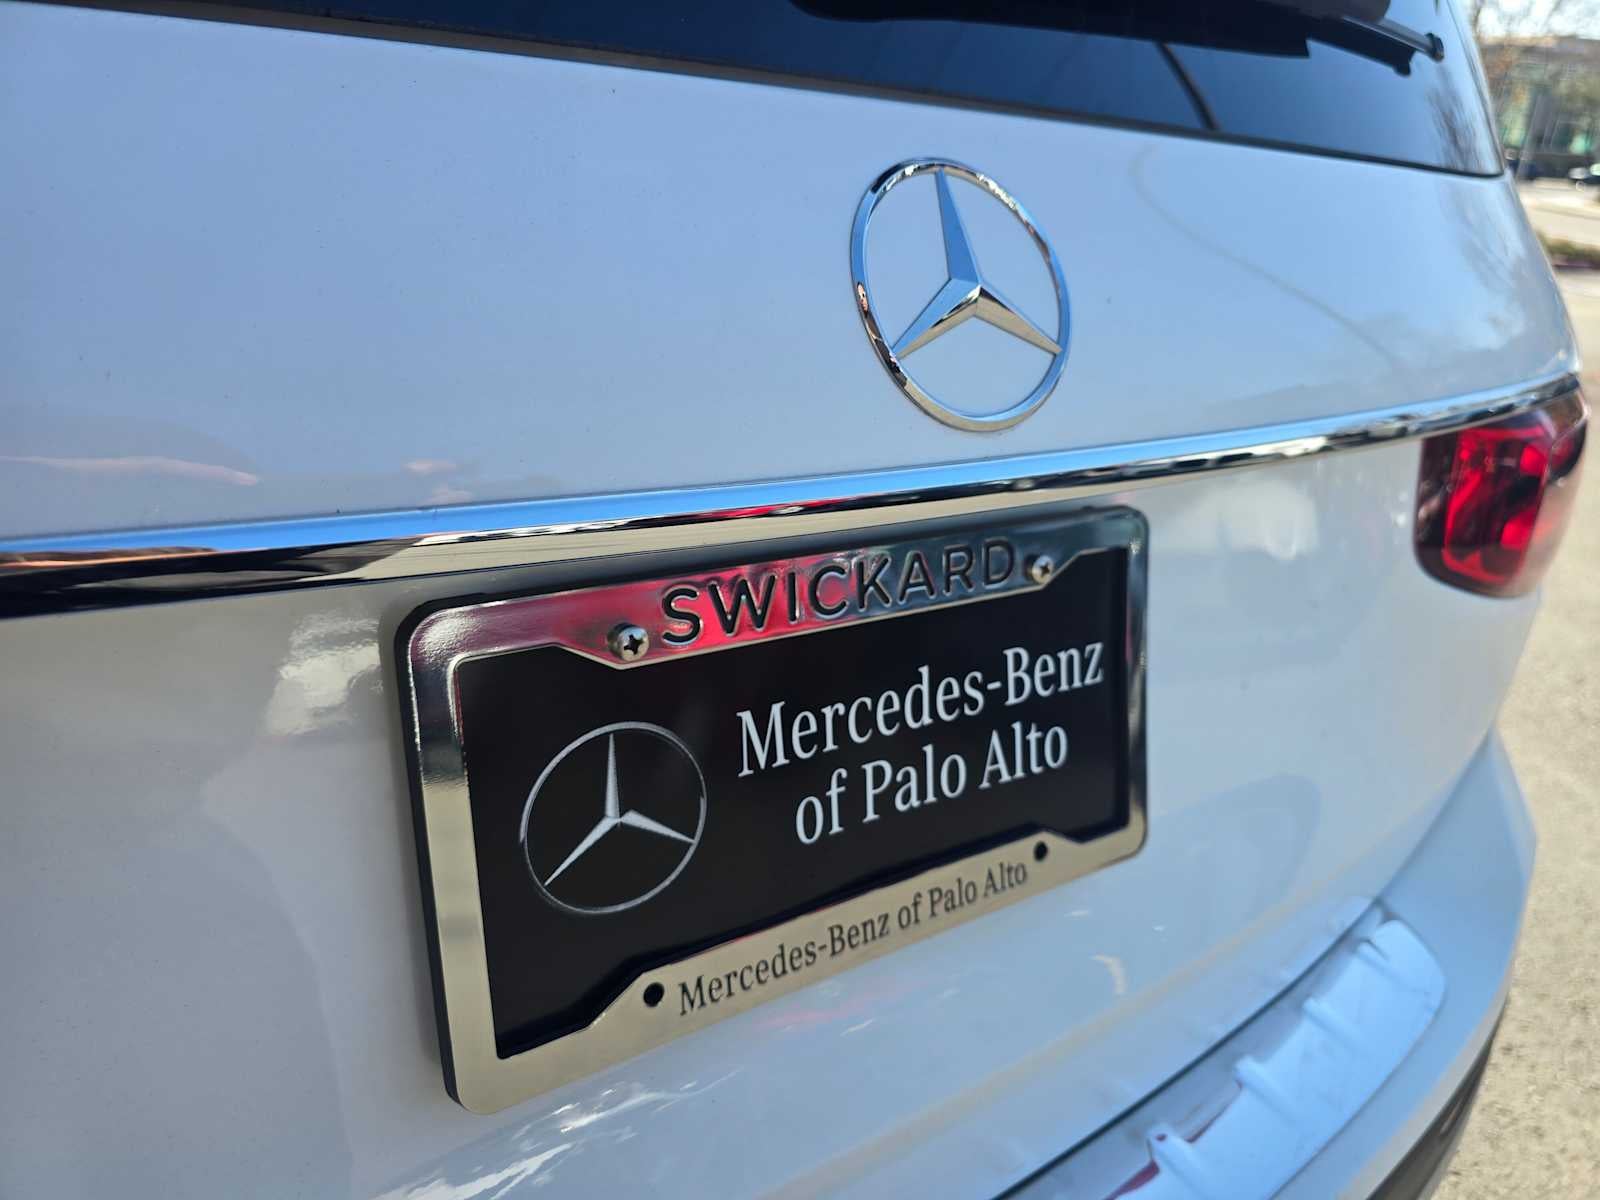 SWICKARD
Mercedes-Benz
of Palo Alto
Mercedes-Benz of Palo Alto